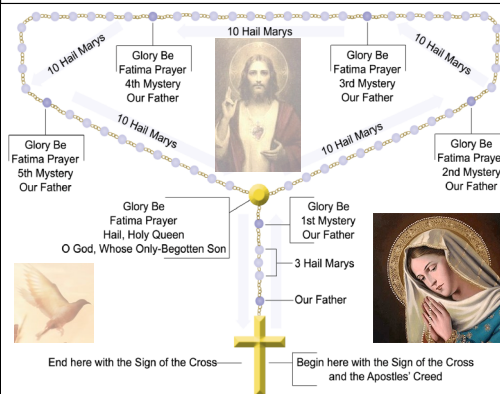 10 Hail Marys
10 Hail Marys
10 Hail Marys
Glory Be
Fatima Prayer
4th Mystery
Our Father
Glory Be
Fatima Prayer
3rd Mystery
Our Father
10 Hail Marys
10 Hail Marys
Glory Be
Fatima Prayer
5th Mystery
Our Father
Glory Be
Fatima Praye
2nd Mystery
Our Father
Glory Be
Fatima Prayer
Hail, Holy Queen
O God, Whose Only-Begotten Son
Glory Be
1st Mystery
Our Father
3 Hail Marys
Our Father
End here with the Sign of the Cross
Begin here with the Sign of the Cross
and the Apostles' Creed